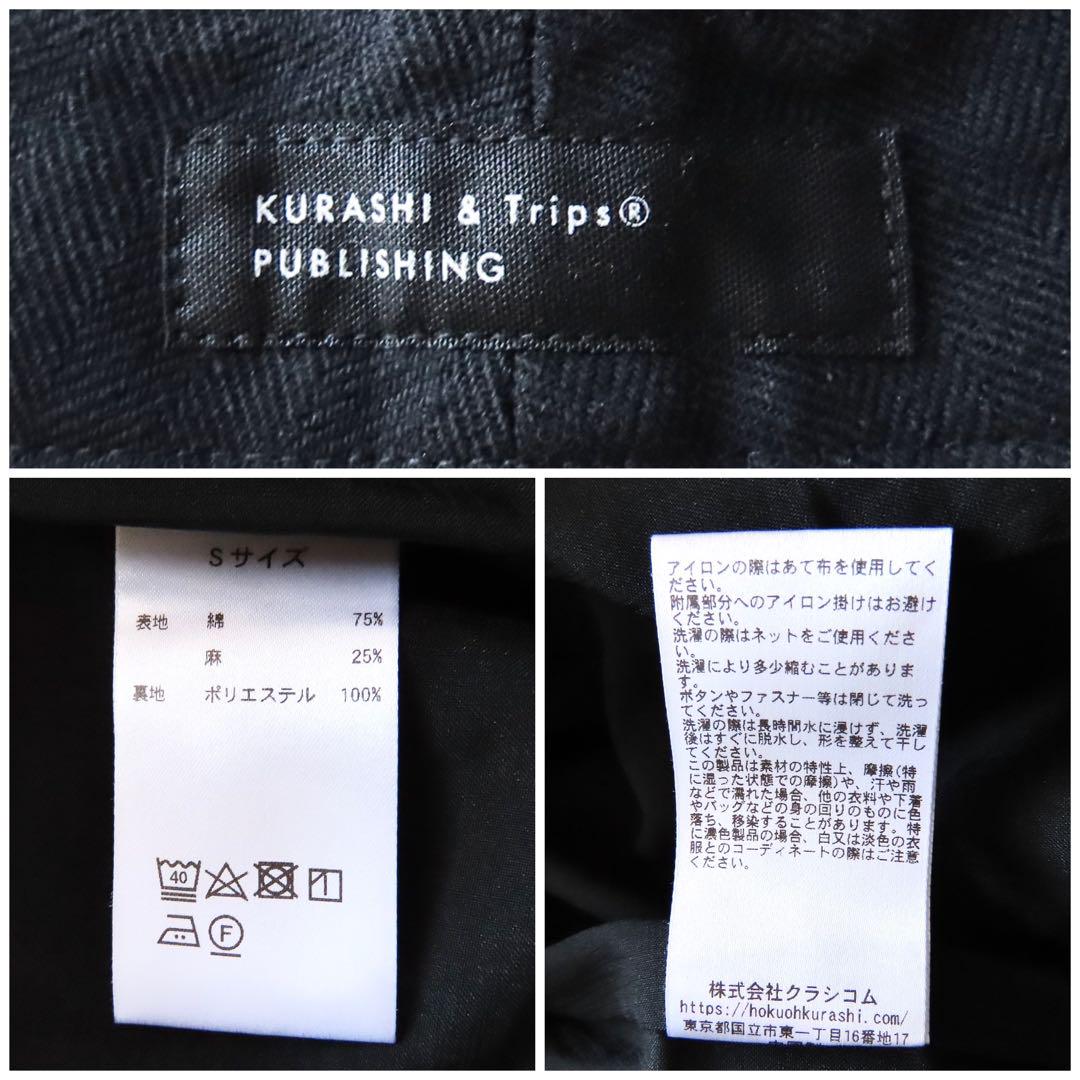 KURASHI & Trips®
PUBLISHING
Sサイズ
表地 綿 75%
麻 25%
裏地 ポリエステル 100%
40
F
アイロンの際はあて布を使用してく
ださい。
附属部分へのアイロン掛けはお避け
ください。
洗濯の際はネットをご使用くださ
い。
洗濯により多少縮むことがありま
す。
ボタンやファスナー等は閉じて洗っ
てください。
洗濯の際は長時間水に浸けず、洗濯
後はすぐに脱水し、形を整えて干し
てください。
この製品は素材の特性上、摩擦(特
に湿った状態での摩擦)や、汗や雨
などで濡れた場合、他の衣料や下着
やバッグなどの身の回りのものに色
落ち、移染することがあります。特
に濃色製品の場合、白又は淡色の衣
服とのコーディネートの際はご注意
ください。
株式会社クラシコム
https://hokuohkurashi.com/
東京都国立市東一丁目16番地17